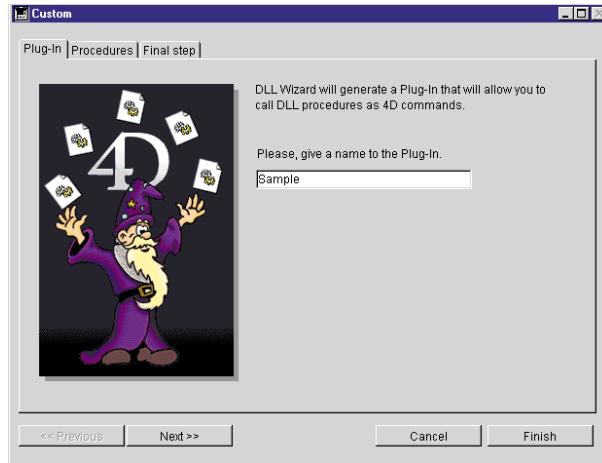 Custom
Plug-In
Procedures
Final step
4D
DLL Wizard will generate a Plug-In that will allow you to
call DLL procedures as 4D commands.
Please, give a name to the Plug-In.
Sample
<< Previous
Next >>
Cancel
Finish